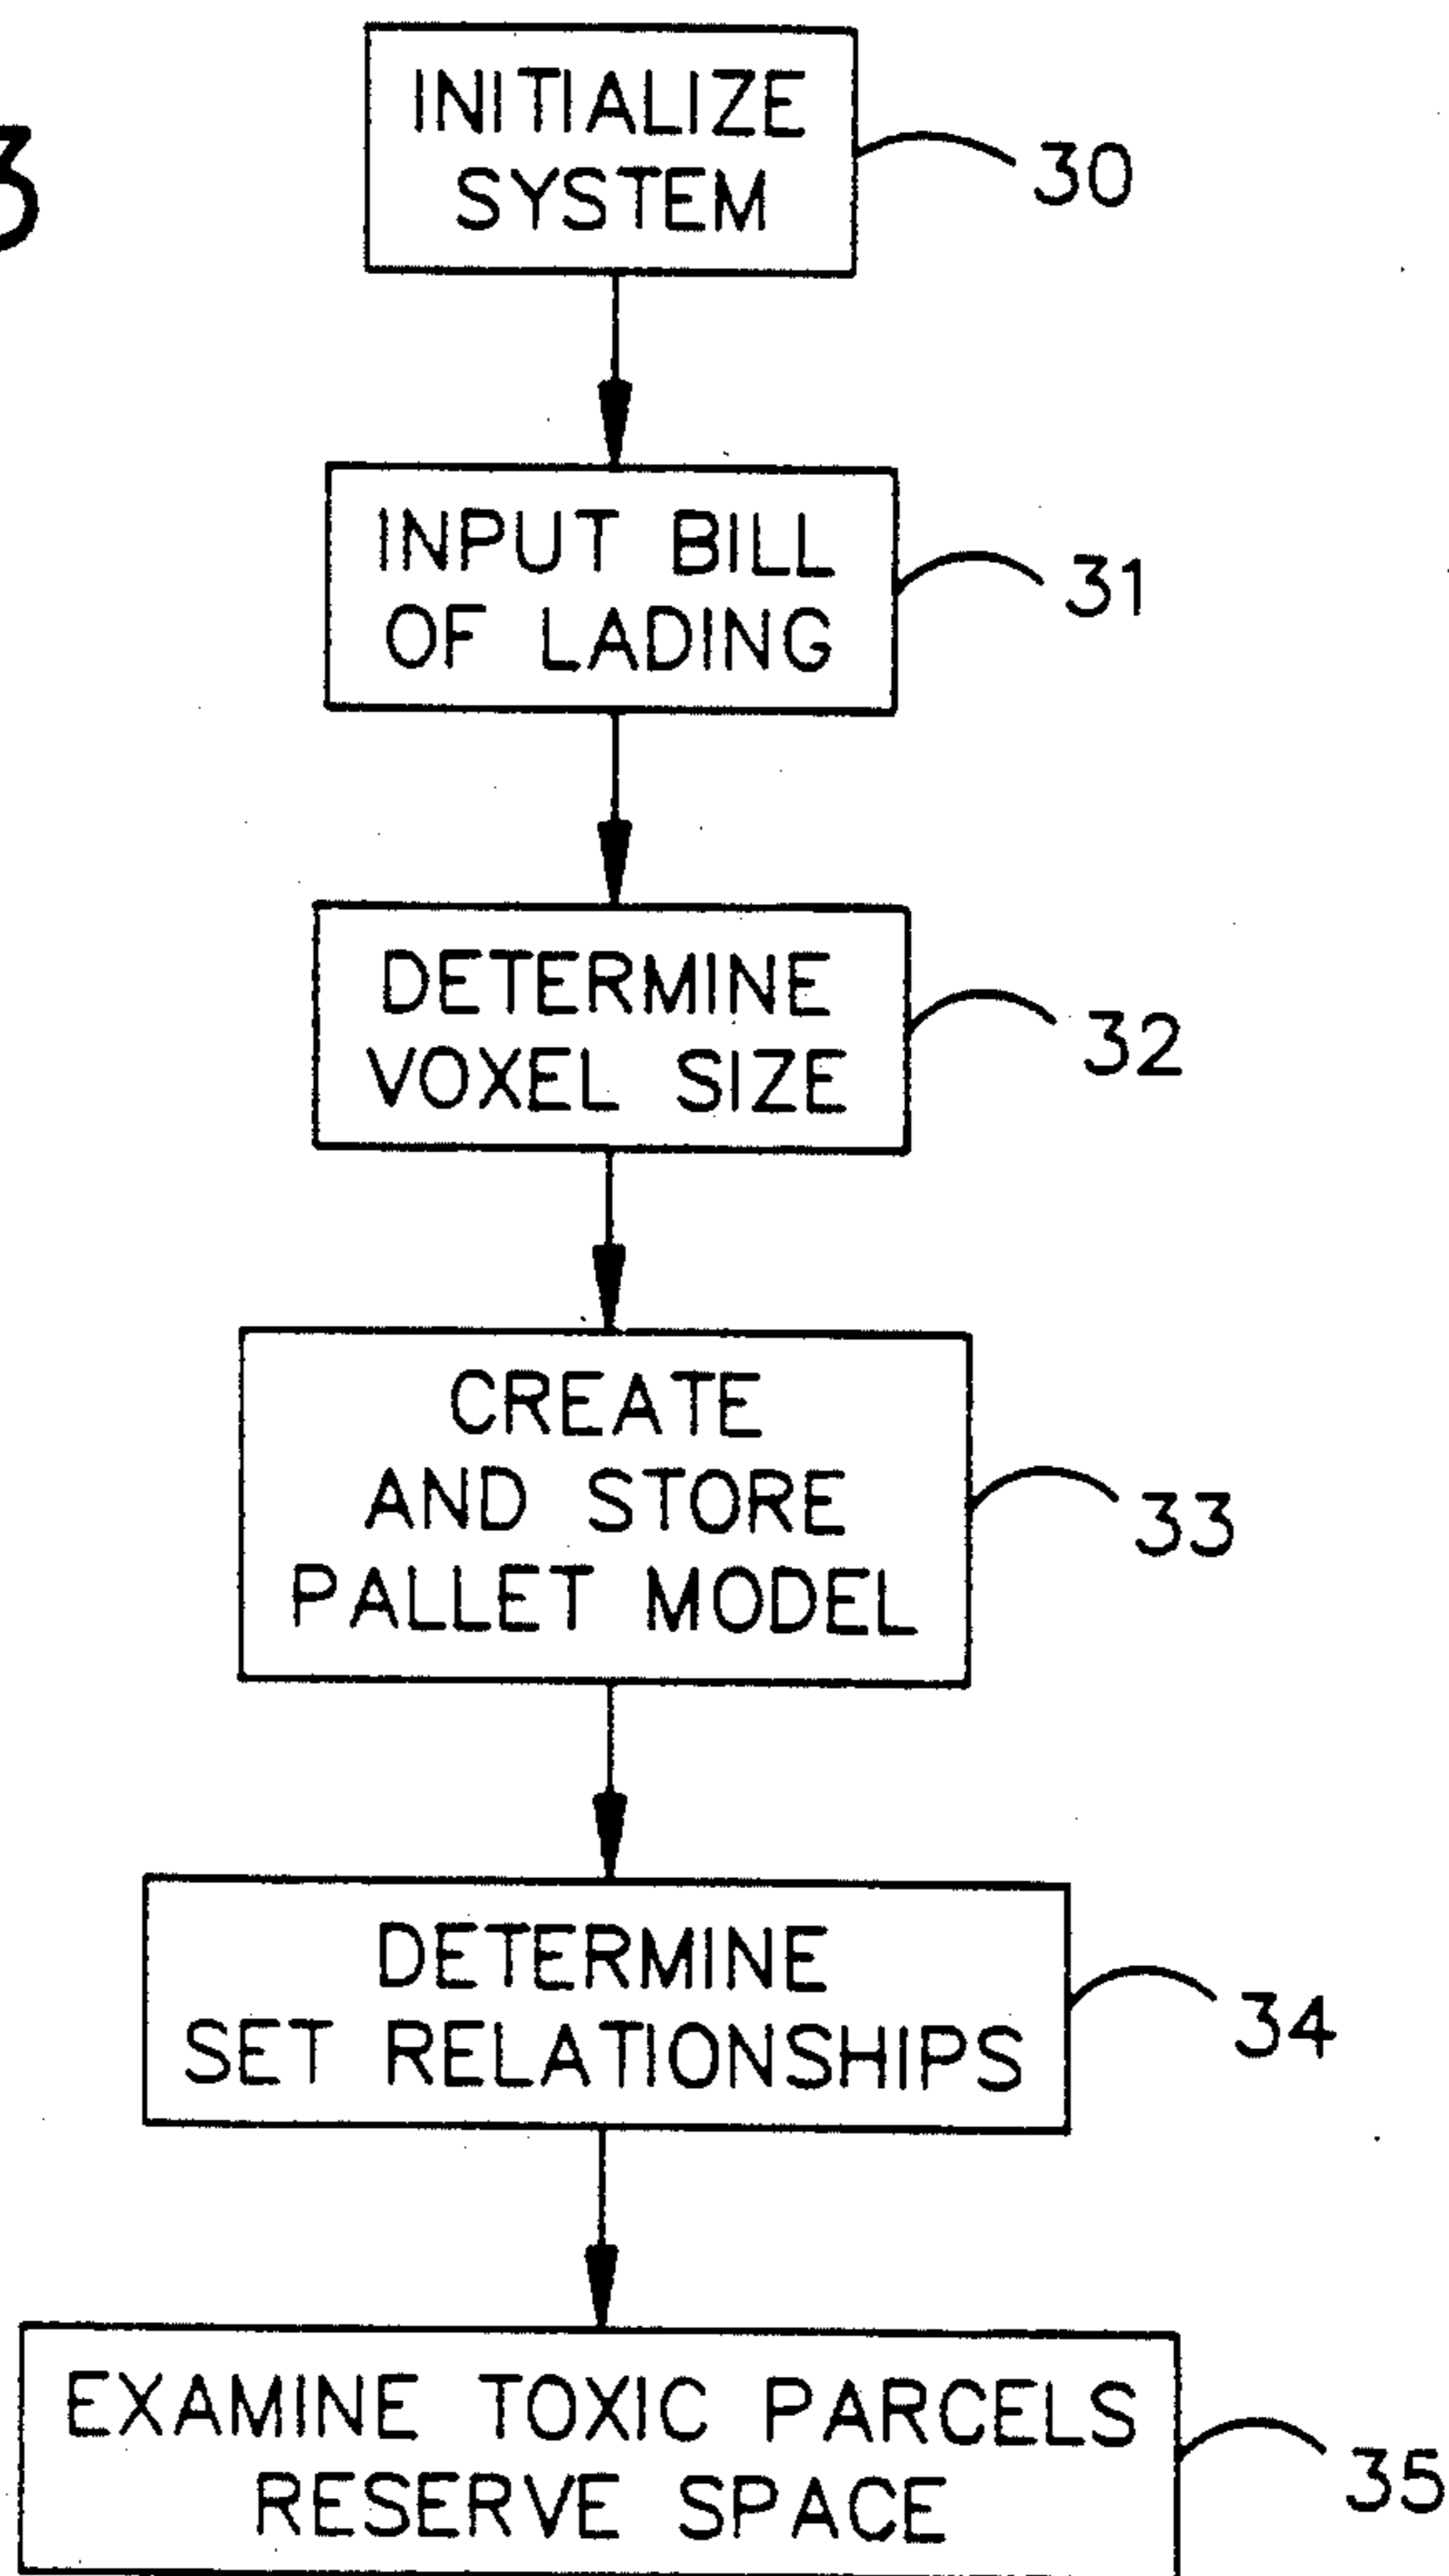 3
INITIALIZE
SYSTEM
30
INPUT BILL
OF LADING
31
DETERMINE
VOXEL SIZE
32
CREATE
AND STORE
PALLET MODEL
33
DETERMINE
SET RELATIONSHIPS
34
EXAMINE TOXIC PARCELS
RESERVE SPACE
35